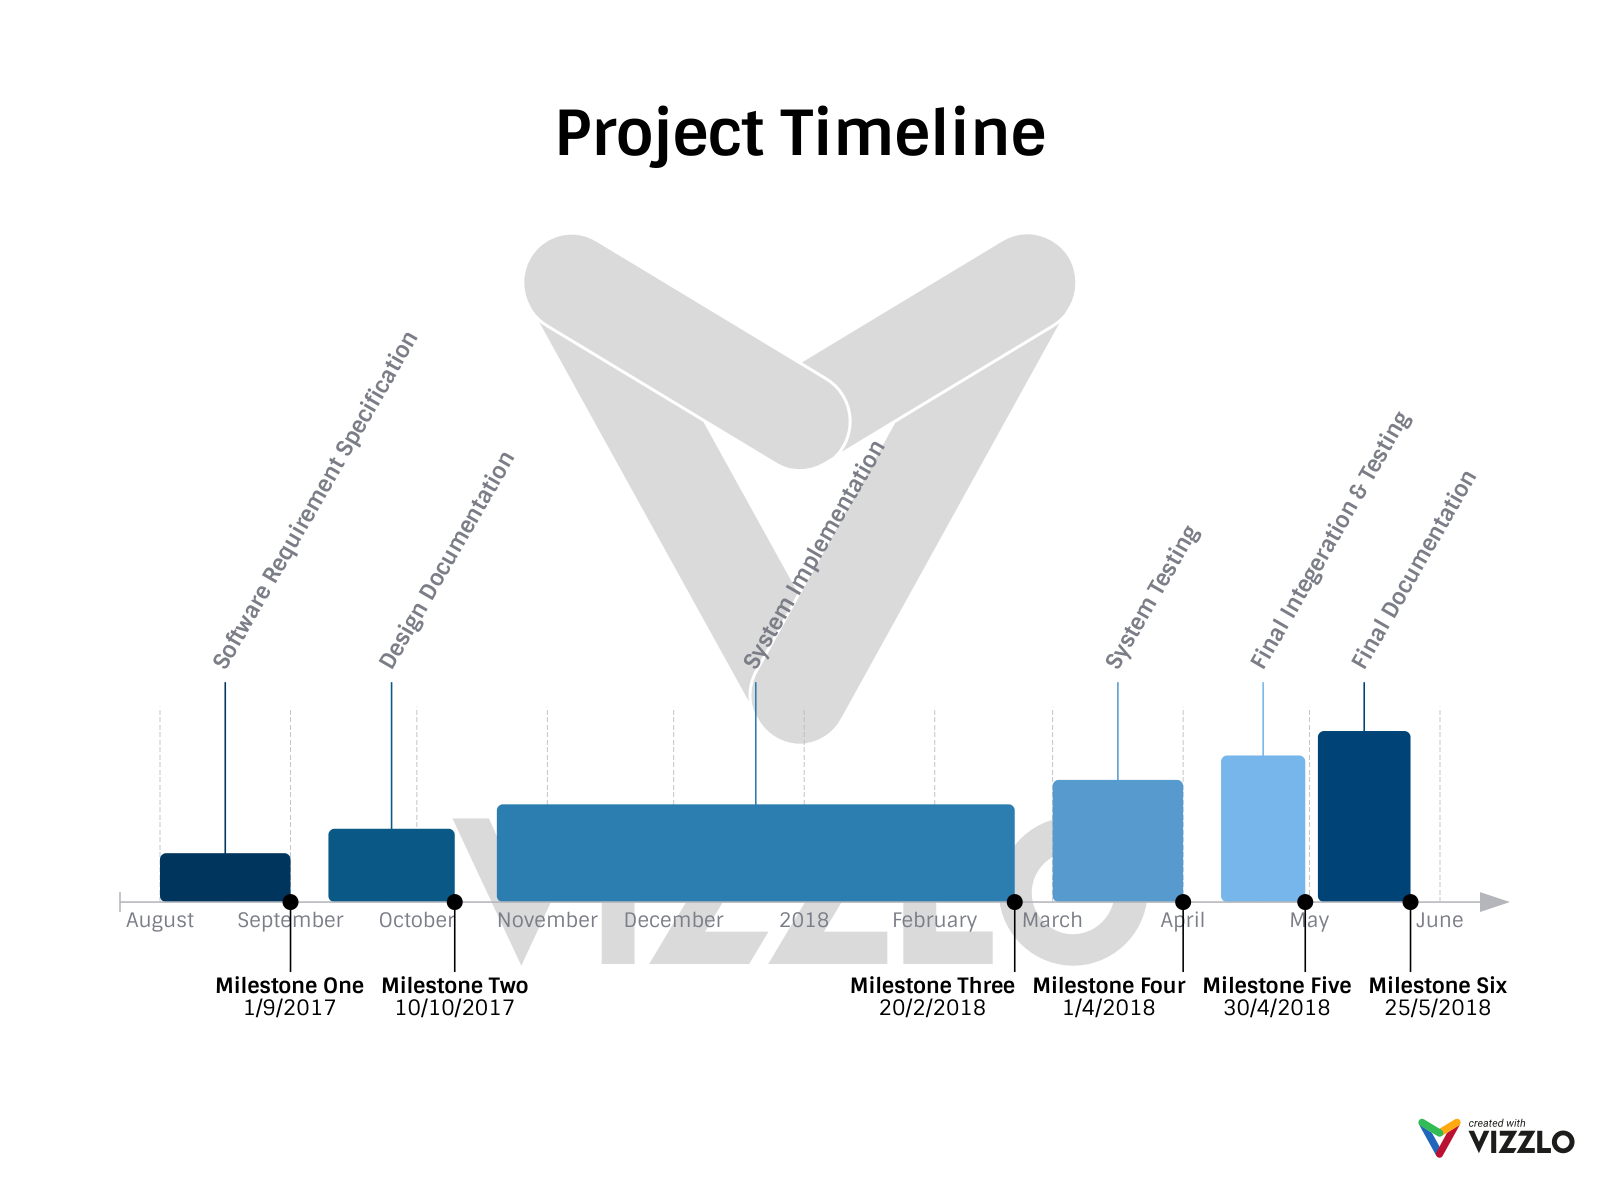 Project Timeline
Software Requirement Specification
Design Documentation
System Implementation
System Testing
Final Integeration & Testing
Final Documentation
August September October November December 2018 February March April May June
Milestone One Milestone Two Milestone Three Milestone Four Milestone Five Milestone Six
1/9/2017 10/10/2017 20/2/2018 1/4/2018 30/4/2018 25/5/2018
VIZZLO
created with
VIZZLO